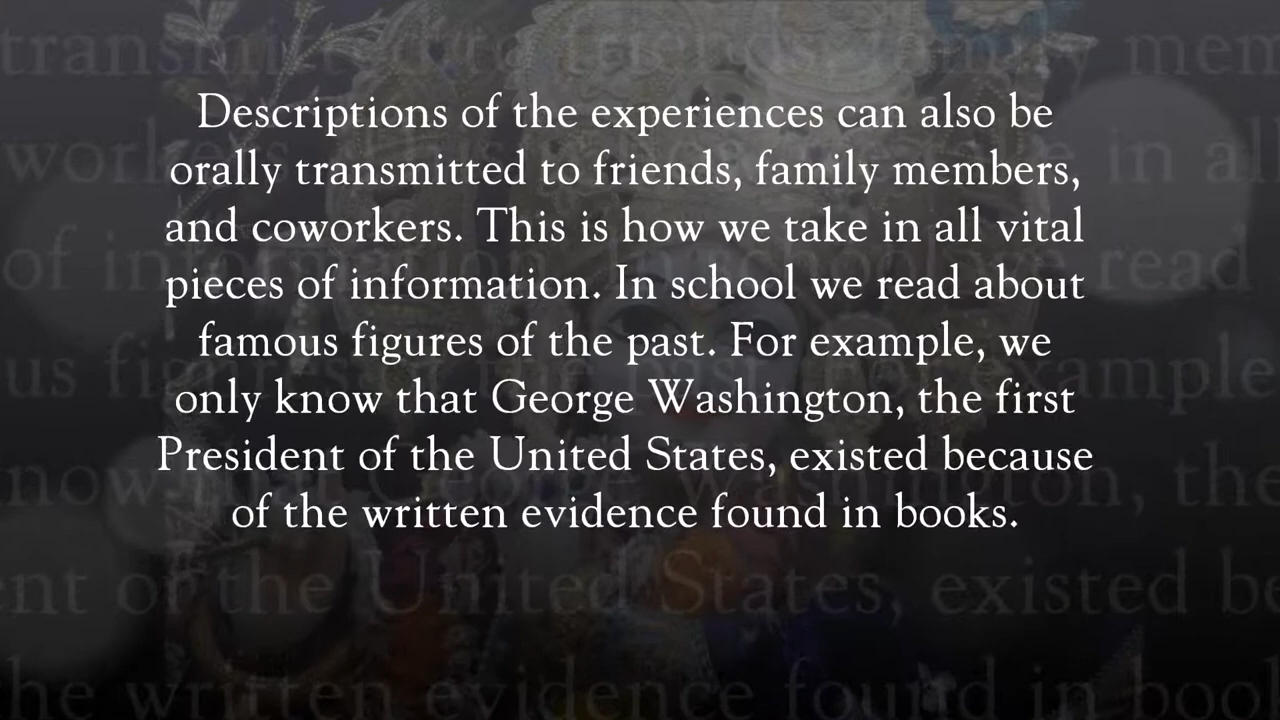 Descriptions of the experiences can also be
orally transmitted to friends, family members,
and coworkers. This is how we take in all vital
pieces of information. In school we read about
famous figures of the past. For example, we
only know that George Washington, the first
President of the United States, existed because
of the written evidence found in books.